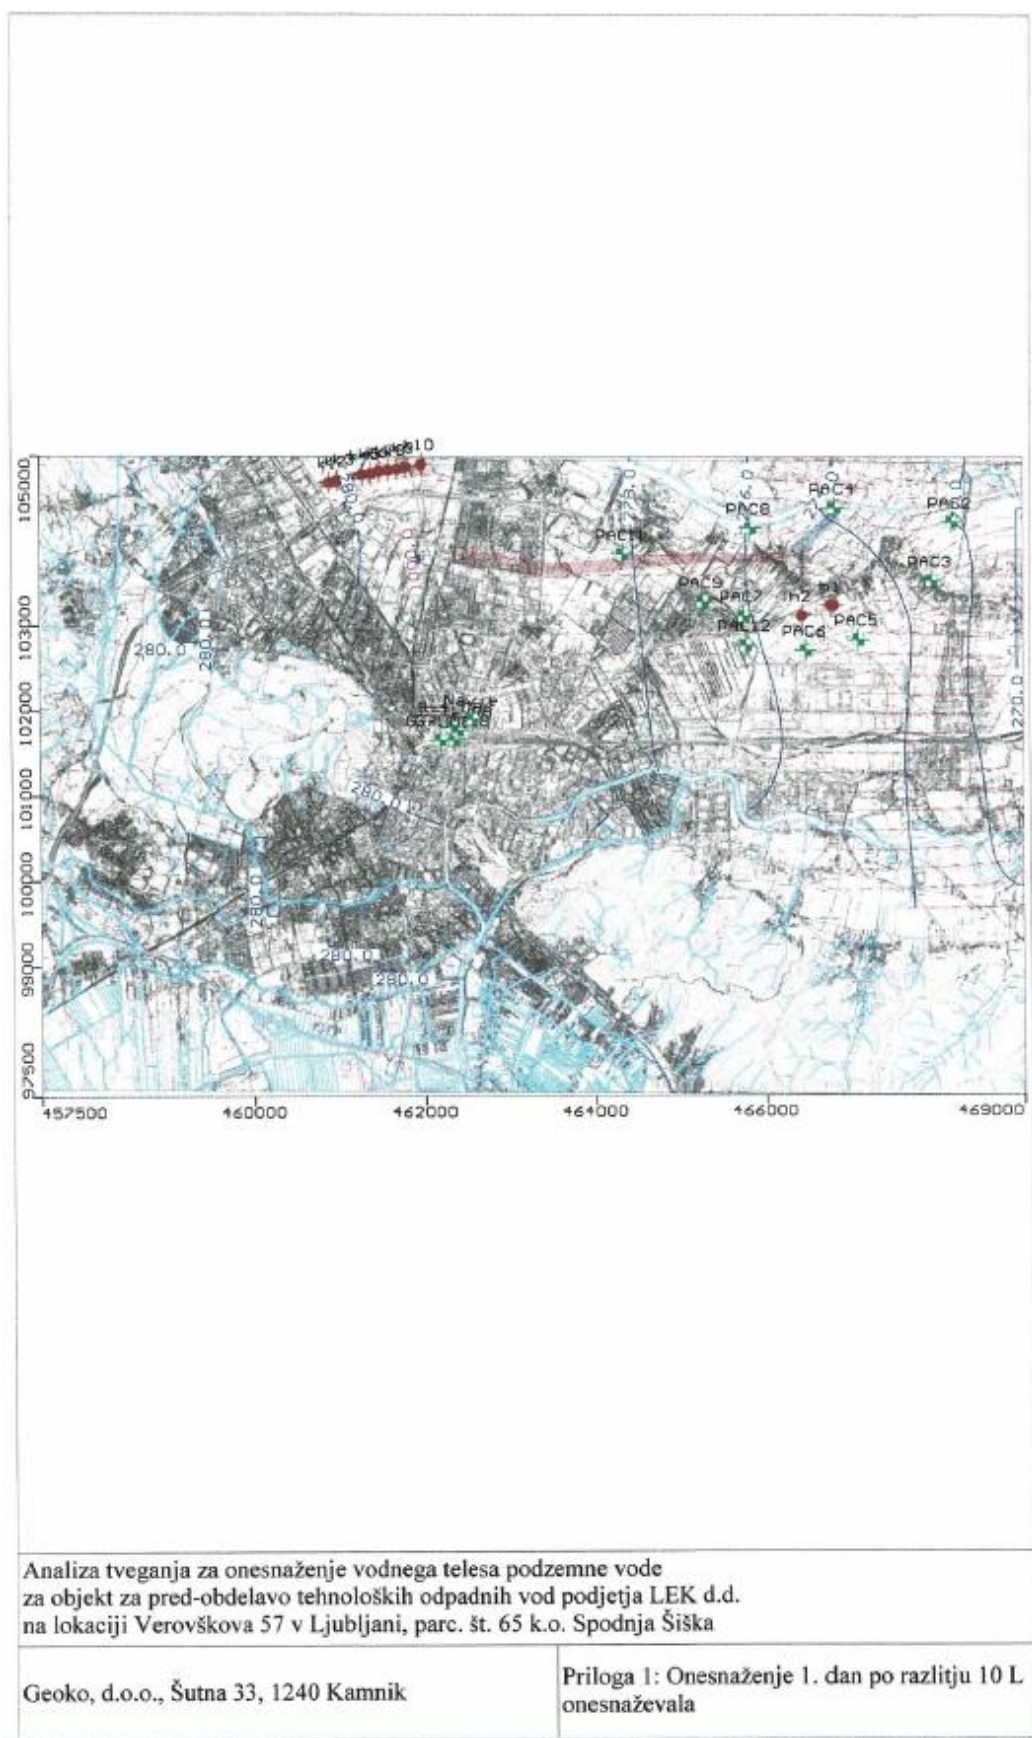 105000
103000
102000
101000
100000
99000
97500
457500
460000
462000
464000
466000
469000
280.0
280.0
280.0
280.0
280.0
280.0
278.0
PAC11
PAC8
PAC4
PAC2
PAC3
PAC9
PAC7
PAC12
PAC6
PAC5
Analiza tveganja za onesnaženje vodnega telesa podzemne vode
za objekt za pred-obdelavo tehnoloških odpadnih vod podjetja LEK d.d.
na lokaciji Verovškova 57 v Ljubljani, parc. št. 65 k.o. Spodnja Šiška
Geoko, d.o.o., Šutna 33, 1240 Kamnik
Priloga 1: Onesnaženje 1. dan po razlitju 10 L
onesnaževala